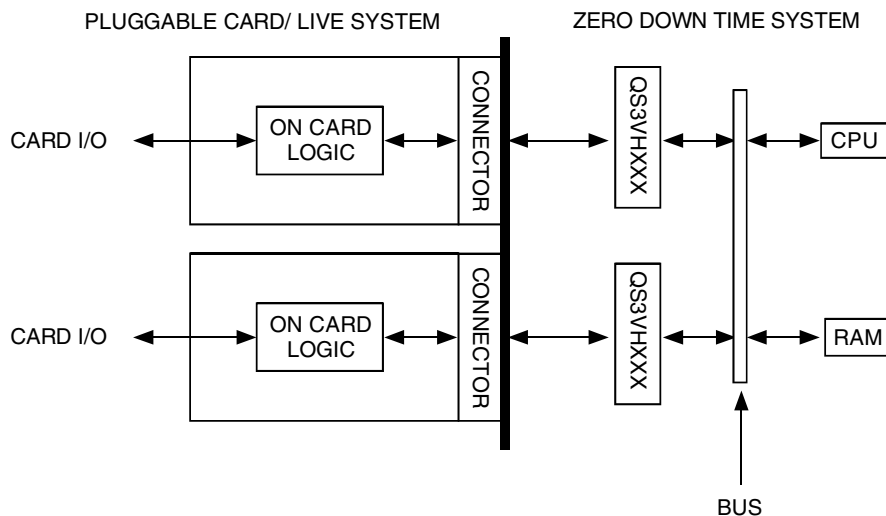 PLUGGABLE CARD/ LIVE SYSTEM
ZERO DOWN TIME SYSTEM
CARD I/O
ON CARD
LOGIC
CONNECTOR
QS3VHXXX
CPU
CARD I/O
ON CARD
LOGIC
CONNECTOR
QS3VHXXX
RAM
BUS